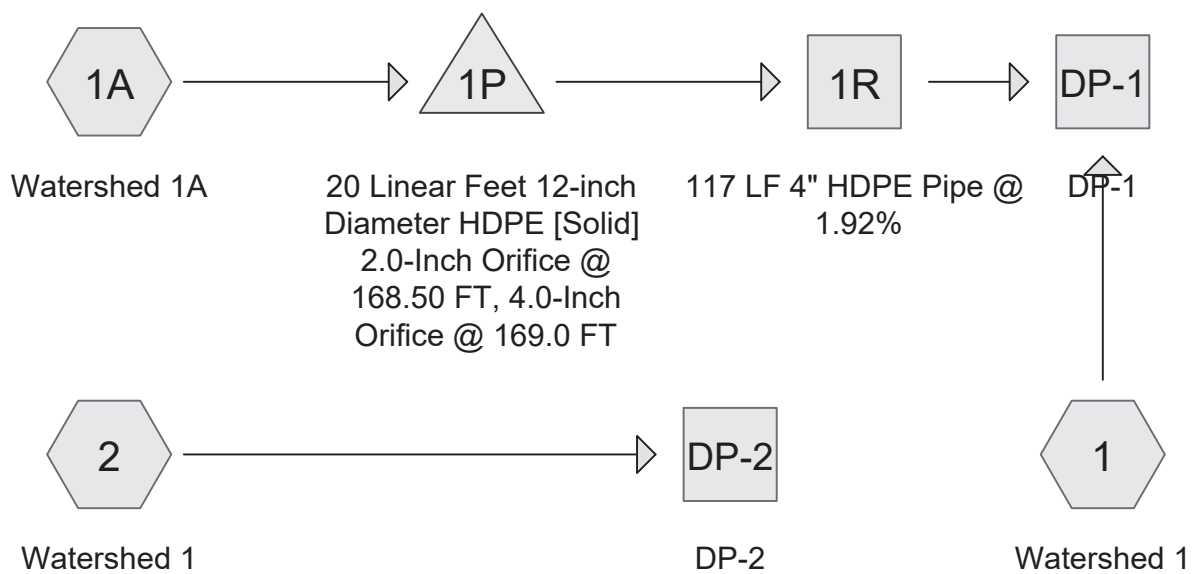 1A
1P
1R
DP-1
Watershed 1A
20 Linear Feet 12-inch
Diameter HDPE [Solid]
2.0-Inch Orifice @
168.50 FT, 4.0-Inch
Orifice @ 169.0 FT
117 LF 4" HDPE Pipe @
1.92%
DP-1
2
DP-2
1
Watershed 1
DP-2
Watershed 1